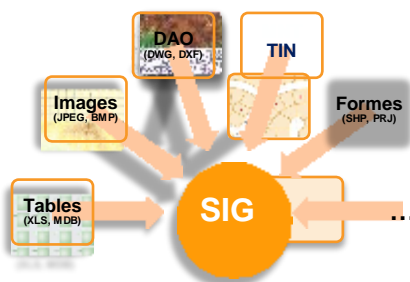 DAO
(DWG, DXF)
TIN
Images
(JPEG, BMP)
Formes
(SHP, PRJ)
Tables
(XLS, MDB)
SIG
...